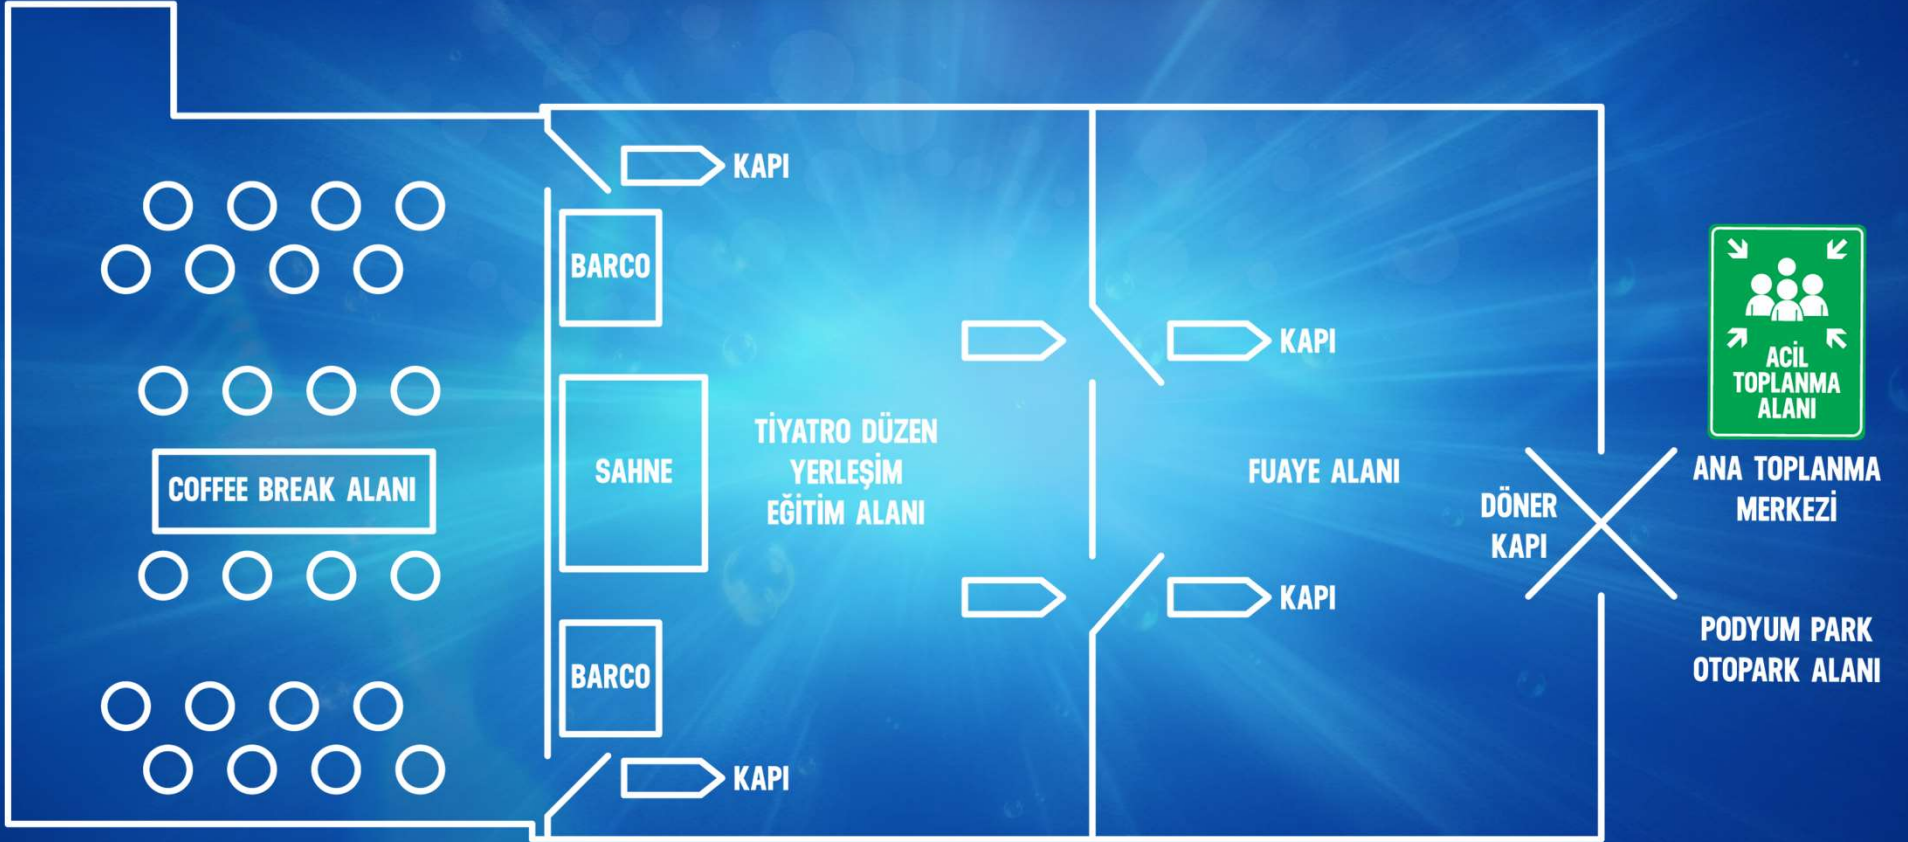 KAPI
BARCO
COFFEE BREAK ALANI
SAHNE
TİYATRO DÜZEN
YERLEŞİM
EĞİTİM ALANI
BARCO
KAPI
KAPI
FUAYE ALANI
KAPI
DÖNER
KAPI
ACİL
TOPLANMA
ALANI
ANA TOPLANMA
MERKEZİ
PODYUM PARK
OTOPARK ALANI